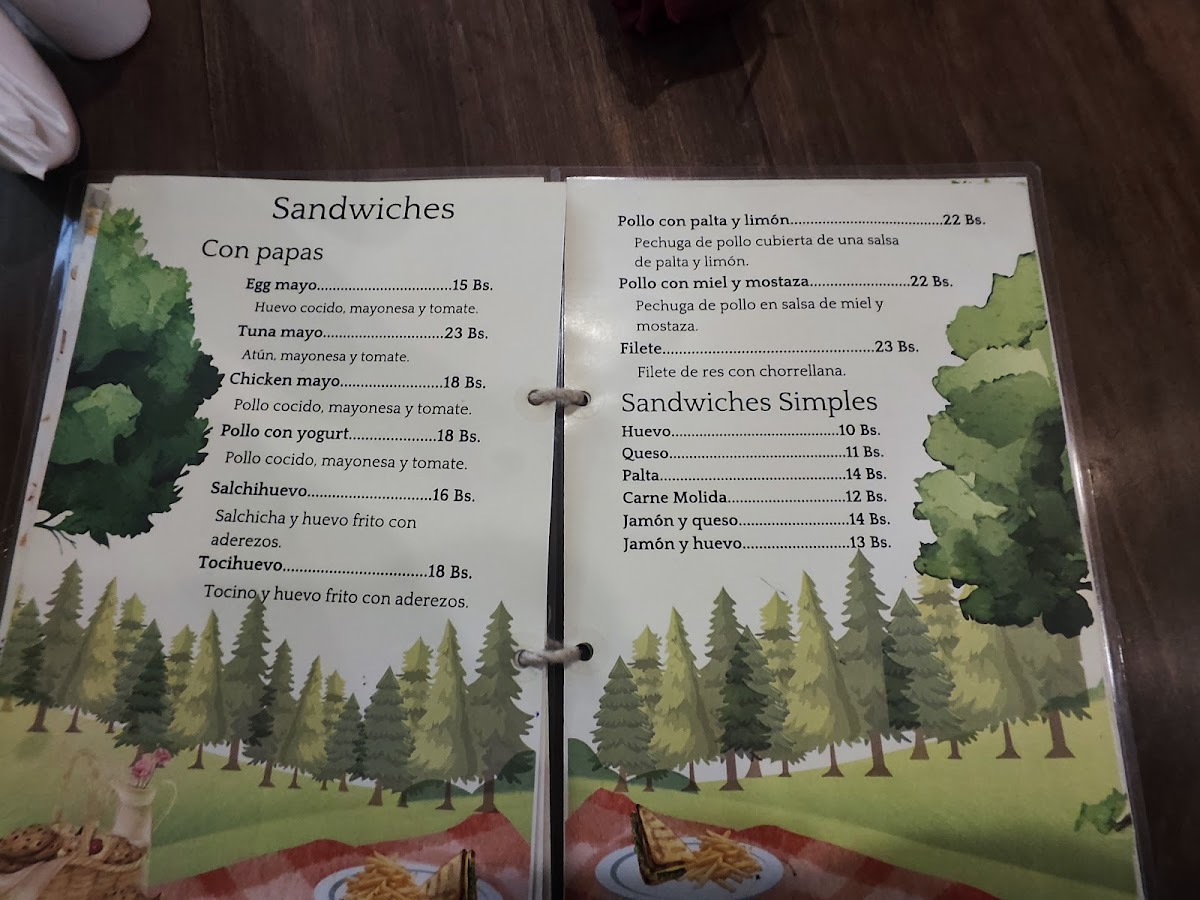 Sandwiches
Con papas
Egg mayo................................15 Bs.
Huevo cocido, mayonesa y tomate.
Tuna mayo............................23 Bs.
Atún, mayonesa y tomate.
Chicken mayo........................18 Bs.
Pollo cocido, mayonesa y tomate.
Pollo con yogurt.....................18 Bs.
Pollo cocido, mayonesa y tomate.
Salchihuevo.............................16 Bs.
Salchicha y huevo frito con
aderezos.
Tocihuevo..................................18 Bs.
Tocino y huevo frito con aderezos.
Pollo con palta y limón....................................22 Bs.
Pechuga de pollo cubierta de una salsa
de palta y limón.
Pollo con miel y mostaza........................22 Bs.
Pechuga de pollo en salsa de miel y
mostaza.
Filete..................................................23 Bs.
Filete de res con chorrellana.
Sandwiches Simples
Huevo.......................................10 Bs.
Queso.........................................11 Bs.
Palta...........................................14 Bs.
Carne Molida...........................12 Bs.
Jamón y queso..........................14 Bs.
Jamón y huevo.........................13 Bs.